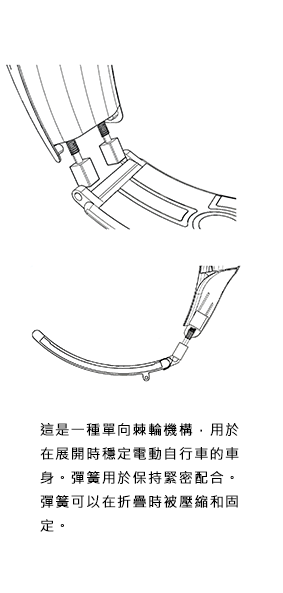 這是一種單向棘輪機構，用於
在展開時穩定電動自行車的車
身。彈簧用於保持緊密配合。
彈簧可以在折疊時被壓縮和固
定。